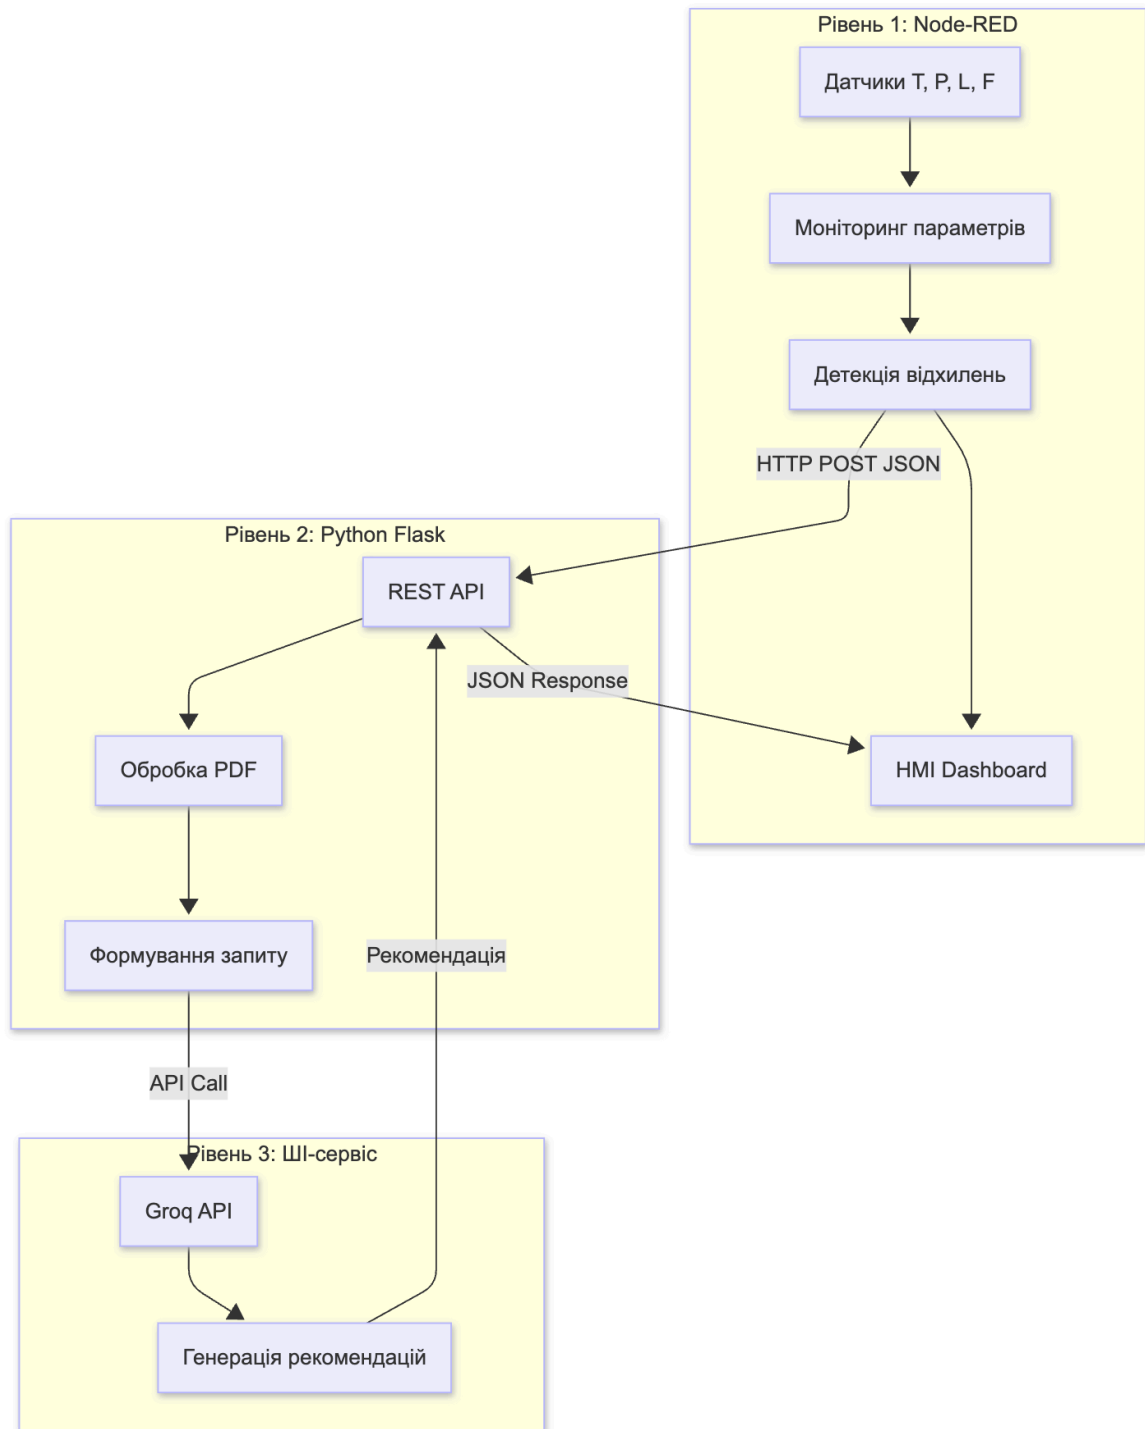 Рівень 1: Node-RED
Датчики T, P, L, F
Моніторинг параметрів
Детекція відхилень
HTTP POST JSON
Рівень 2: Python Flask
REST API
JSON Response
Обробка PDF
HMI Dashboard
Формування запиту
Рекомендація
API Call
Рівень 3: ШІ-сервіс
Groq API
Генерація рекомендацій